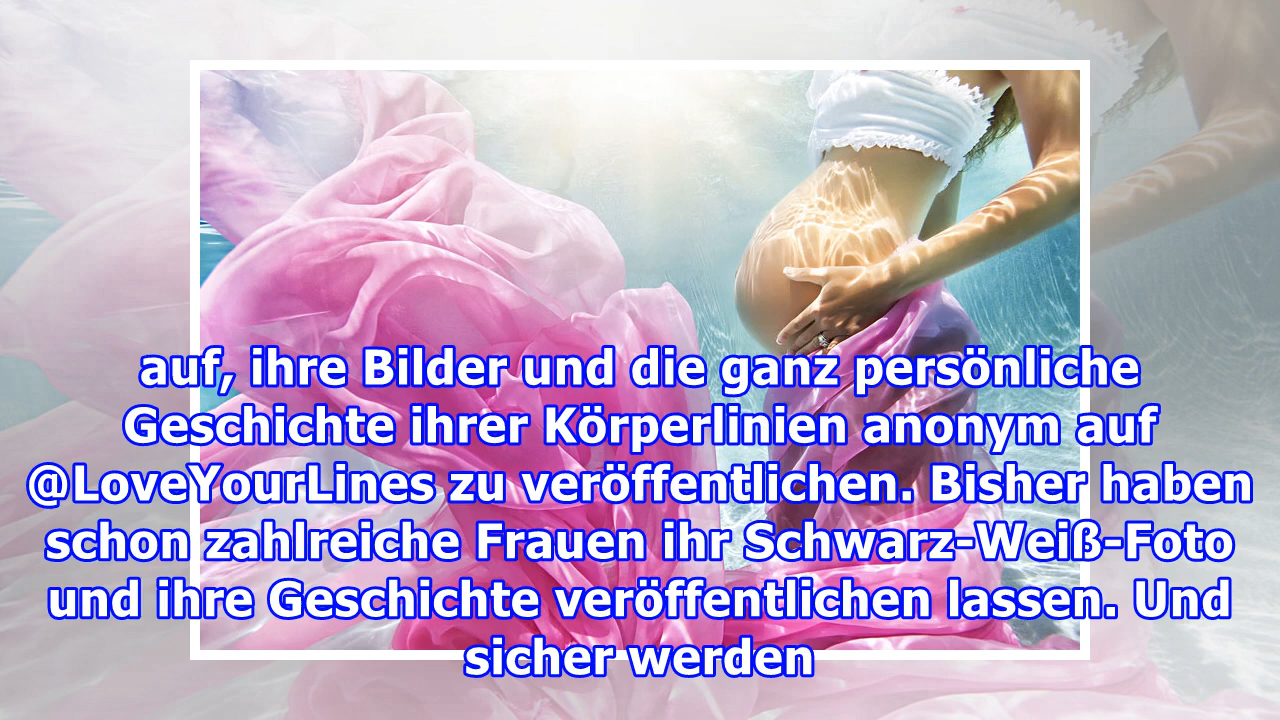 auf, ihre Bilder und die ganz persönliche
Geschichte ihrer Körperlinien anonym auf
@LoveYourLines zu veröffentlichen. Bisher haben
schon zahlreiche Frauen ihr Schwarz-Weiß-Foto
und ihre Geschichte veröffentlichen lassen. Und
sicher werden